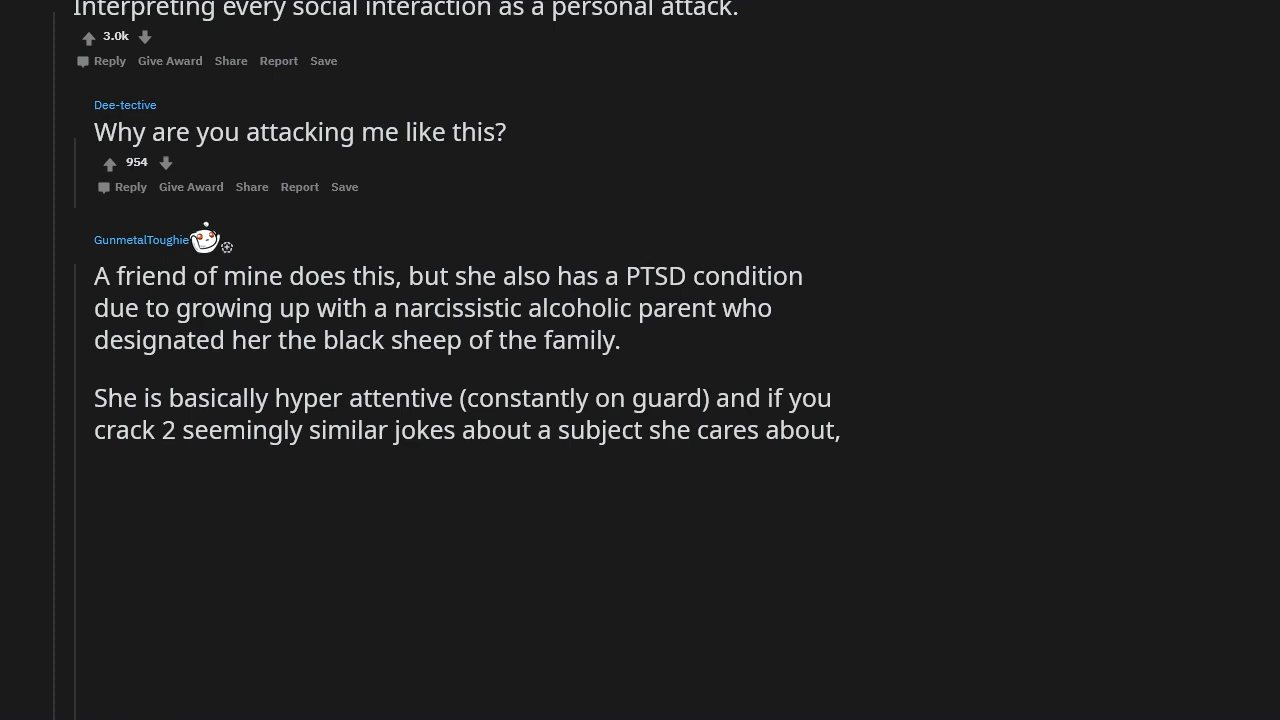 Interpreting every social interaction as a personal attack.
3.0k
Reply Give Award Share Report Save
Dee-tective
Why are you attacking me like this?
954
Reply Give Award Share Report Save
GunmetalToughie
A friend of mine does this, but she also has a PTSD condition
due to growing up with a narcissistic alcoholic parent who
designated her the black sheep of the family.
She is basically hyper attentive (constantly on guard) and if you
crack 2 seemingly similar jokes about a subject she cares about,